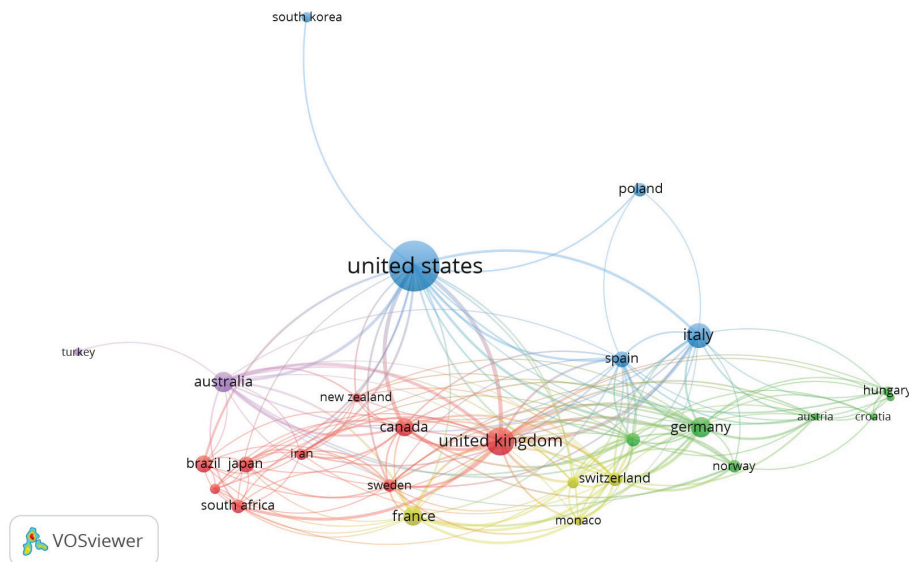 south korea
poland
united states
italy
turkey
spain
australia
hungary
new zealand
austria
croatia
canada
germany
united kingdom
iran
brazil
japan
norway
switzerland
sweden
south africa
france
monaco
VOSviewer